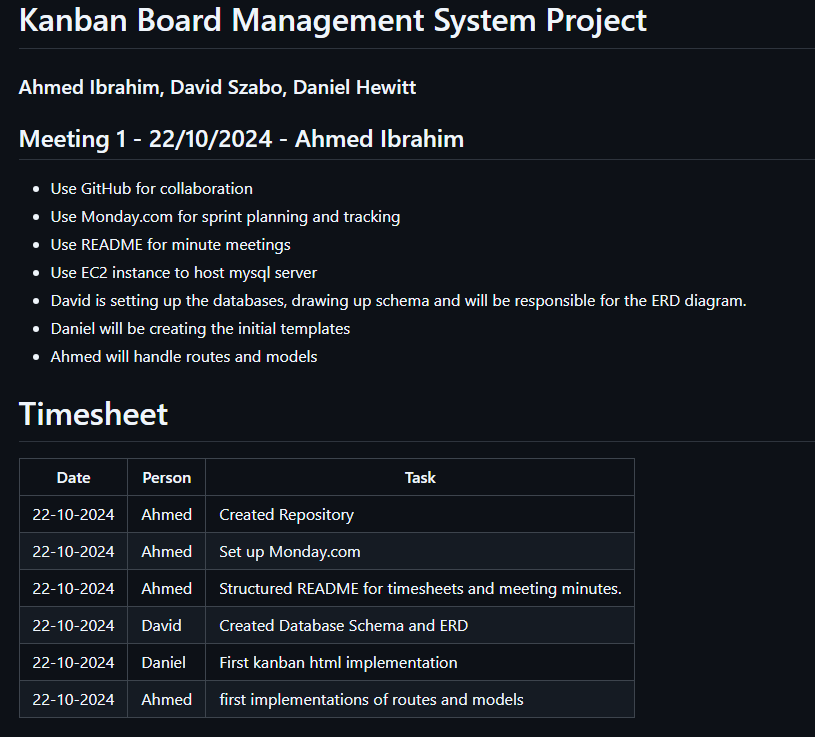 Kanban Board Management System Project
Ahmed Ibrahim, David Szabo, Daniel Hewitt
Meeting 1 - 22/10/2024 - Ahmed Ibrahim
• Use GitHub for collaboration
• Use Monday.com for sprint planning and tracking
• Use README for minute meetings
• Use EC2 instance to host mysql server
• David is setting up the databases, drawing up schema and will be responsible for the ERD diagram.
• Daniel will be creating the initial templates
• Ahmed will handle routes and models
Timesheet
Date Person Task
22-10-2024 Ahmed Created Repository
22-10-2024 Ahmed Set up Monday.com
22-10-2024 Ahmed Structured README for timesheets and meeting minutes.
22-10-2024 David Created Database Schema and ERD
22-10-2024 Daniel First kanban html implementation
22-10-2024 Ahmed first implementations of routes and models